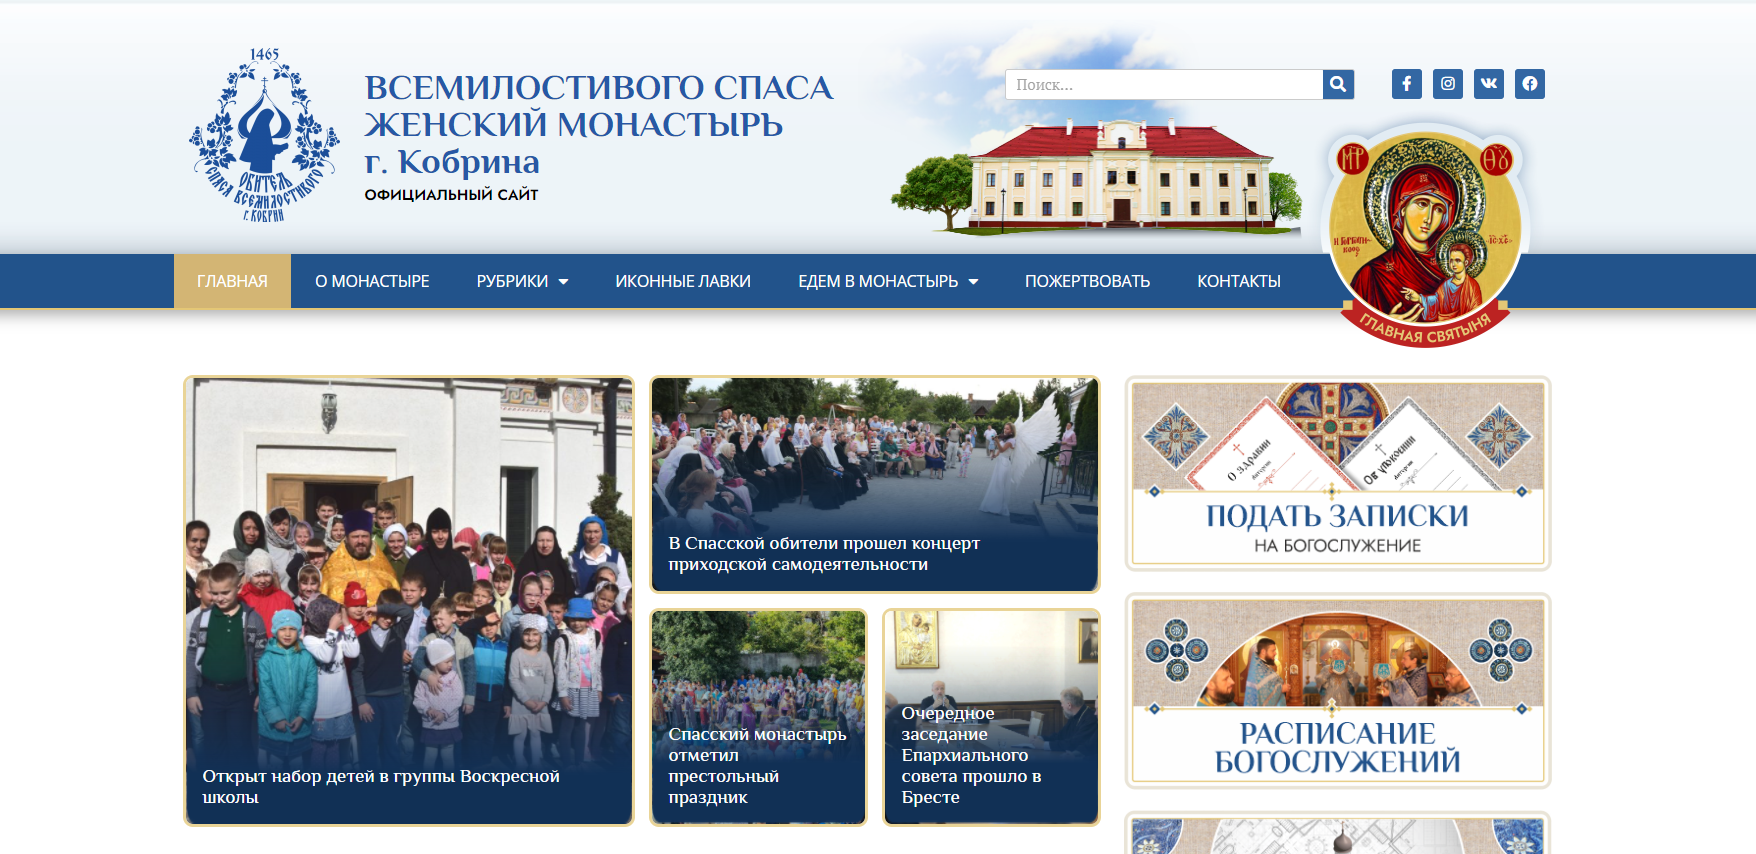 1465
ОБИТЕЛЬ
СПАСА ВСЕМИЛОСТИВОГО
Г. КОБРИН
ВСЕМИЛОСТИВОГО СПАСА
ЖЕНСКИЙ МОНАСТЫРЬ
г. Кобрина
ОФИЦИАЛЬНЫЙ САЙТ
Поиск...
ГЛАВНАЯ
О МОНАСТЫРЕ
РУБРИКИ
ИКОННЫЕ ЛАВКИ
ЕДЕМ В МОНАСТЫРЬ
ПОЖЕРТВОВАТЬ
КОНТАКТЫ
ГЛАВНАЯ СВЯТЫНЯ
Открыт набор детей в группы Воскресной
школы
В Спасской обители прошел концерт
приходской самодеятельности
Спасский монастырь
отметил
престольный
праздник
Очередное
заседание
Епархиального
совета прошло в
Бресте
О здравии
Об упокоении
ПОДАТЬ ЗАПИСКИ
НА БОГОСЛУЖЕНИЕ
РАСПИСАНИЕ
БОГОСЛУЖЕНИЙ